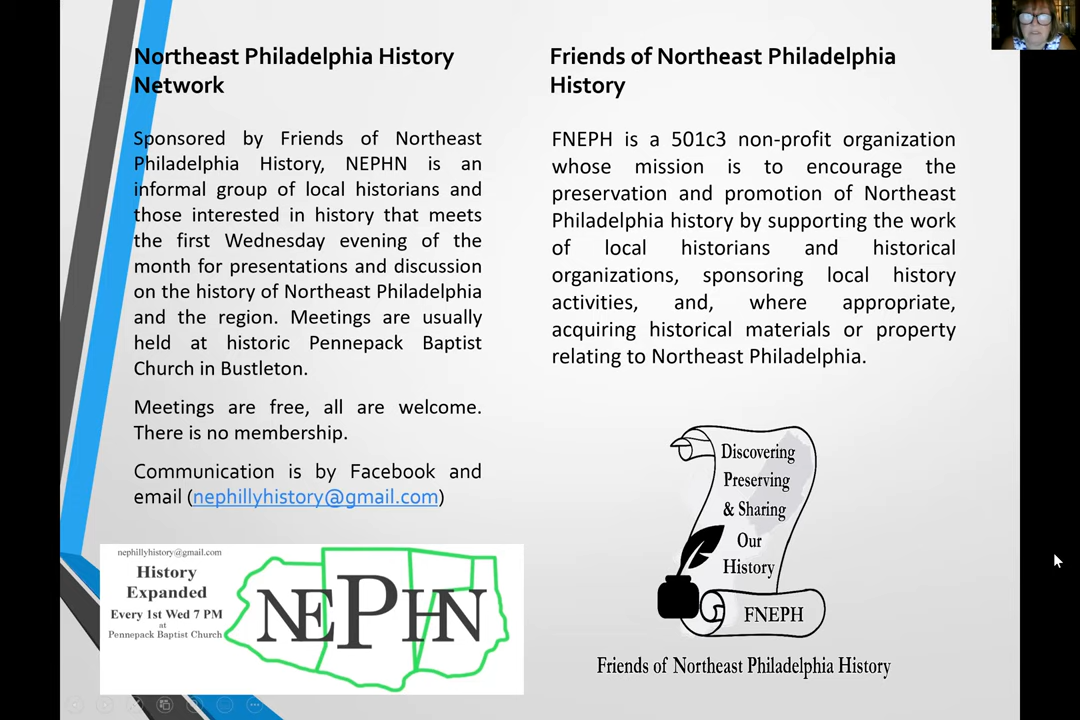 Northeast Philadelphia History
Network
Sponsored by Friends of Northeast
Philadelphia History, NEPHN is an
informal group of local historians and
those interested in history that meets
the first Wednesday evening of the
month for presentations and discussion
on the history of Northeast Philadelphia
and the region. Meetings are usually
held at historic Pennepack Baptist
Church in Bustleton.
Meetings are free, all are welcome.
There is no membership.
Communication is by Facebook and
email (nephillyhistory@gmail.com)
nephillyhistory@gmail.com
History
Expanded
Every 1st Wed 7 PM
at
Pennepack Baptist Church
NEPHN
Friends of Northeast Philadelphia
History
FNEPH is a 501c3 non-profit organization
whose mission is to encourage the
preservation and promotion of Northeast
Philadelphia history by supporting the work
of local historians and historical
organizations, sponsoring local history
activities, and, where appropriate,
acquiring historical materials or property
relating to Northeast Philadelphia.
Discovering
Preserving
& Sharing
Our
History
FNEPH
Friends of Northeast Philadelphia History